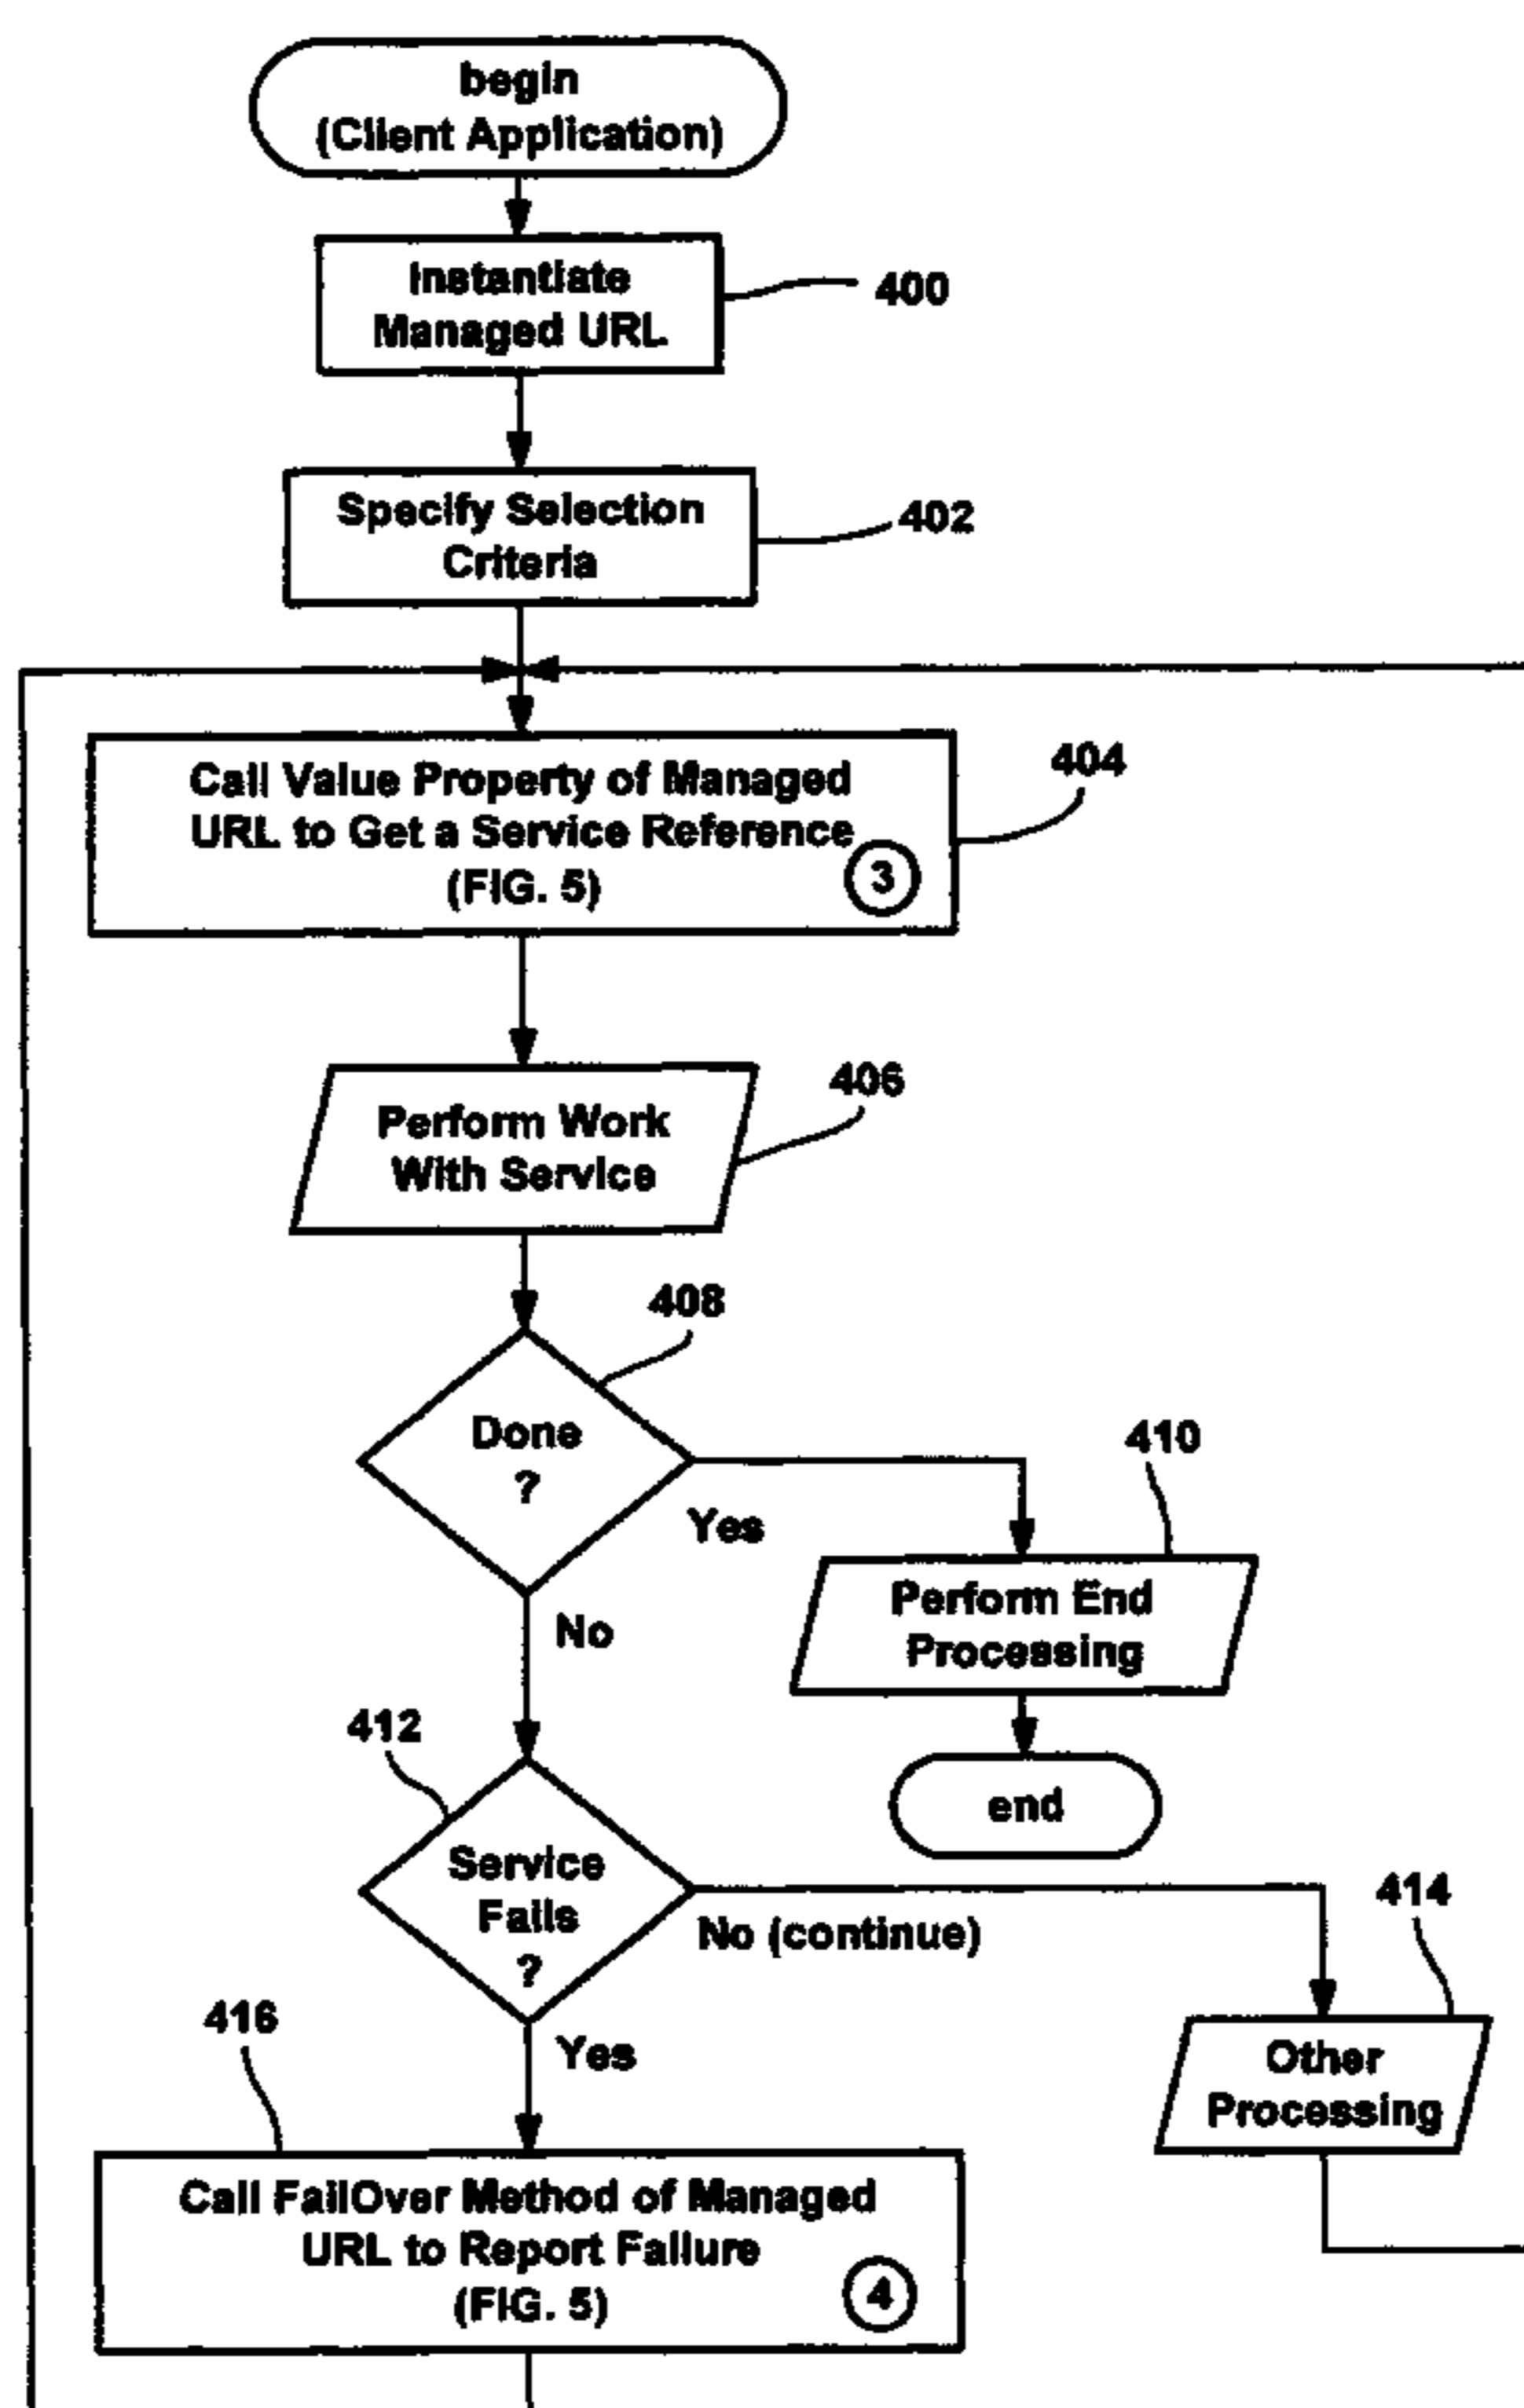 begin
(Client Application)
Instantiate
Managed URL
400
Specify Selection
Criteria
402
Call Value Property of Managed
URL to Get a Service Reference
(FIG. 5)
3
404
Perform Work
With Service
406
408
Done
?
Yes
No
410
Perform End
Processing
end
412
Service
Fails
?
No (continue)
Yes
414
Other
Processing
416
Call FailOver Method of Managed
URL to Report Failure
(FIG. 5)
4